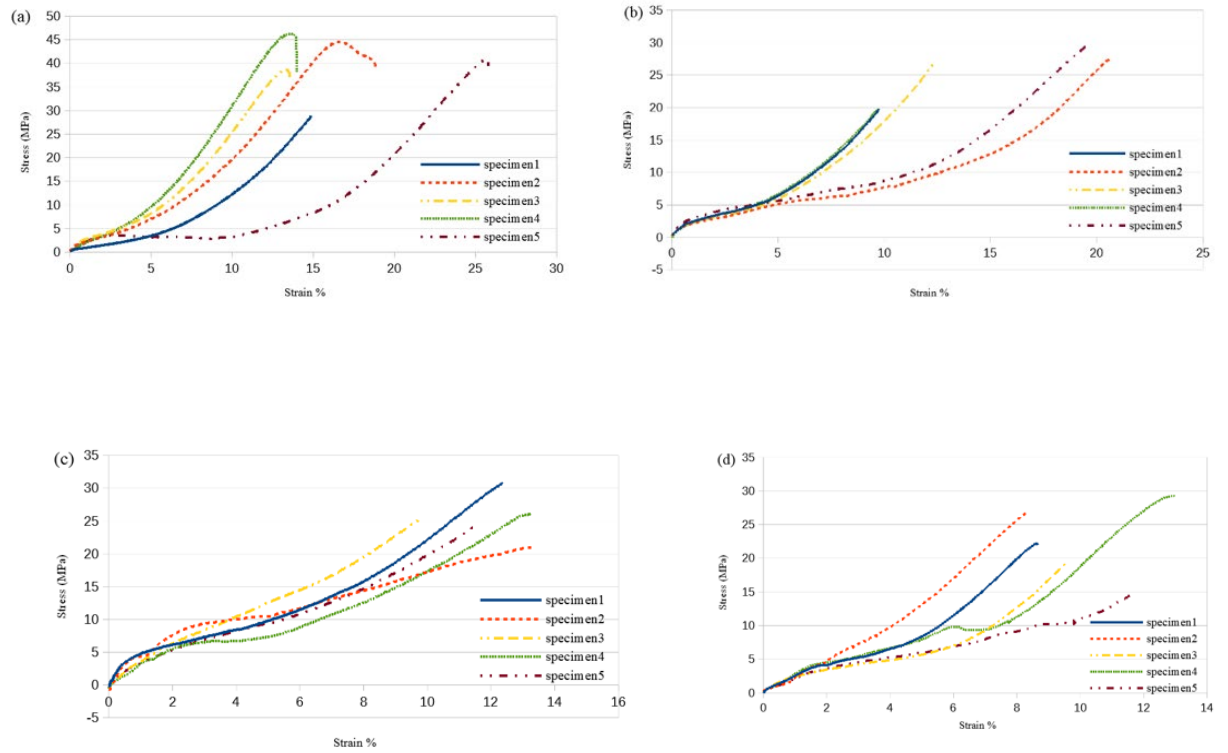 (a)
50
45
40
35
30
25
20
15
10
5
0
Stress (MPa)
specimen1
specimen2
specimen3
specimen4
specimen5
0 5 10 15 20 25 30
Strain %
(b)
35
30
25
20
15
10
5
0
-5
Stress (MPa)
specimen1
specimen2
specimen3
specimen4
specimen5
0 5 10 15 20 25
Strain %
(c)
35
30
25
20
15
10
5
0
-5
Stress (MPa)
specimen1
specimen2
specimen3
specimen4
specimen5
0 2 4 6 8 10 12 14 16
Strain %
(d)
35
30
25
20
15
10
5
0
Stress (MPa)
specimen1
specimen2
specimen3
specimen4
specimen5
0 2 4 6 8 10 12 14
Strain %